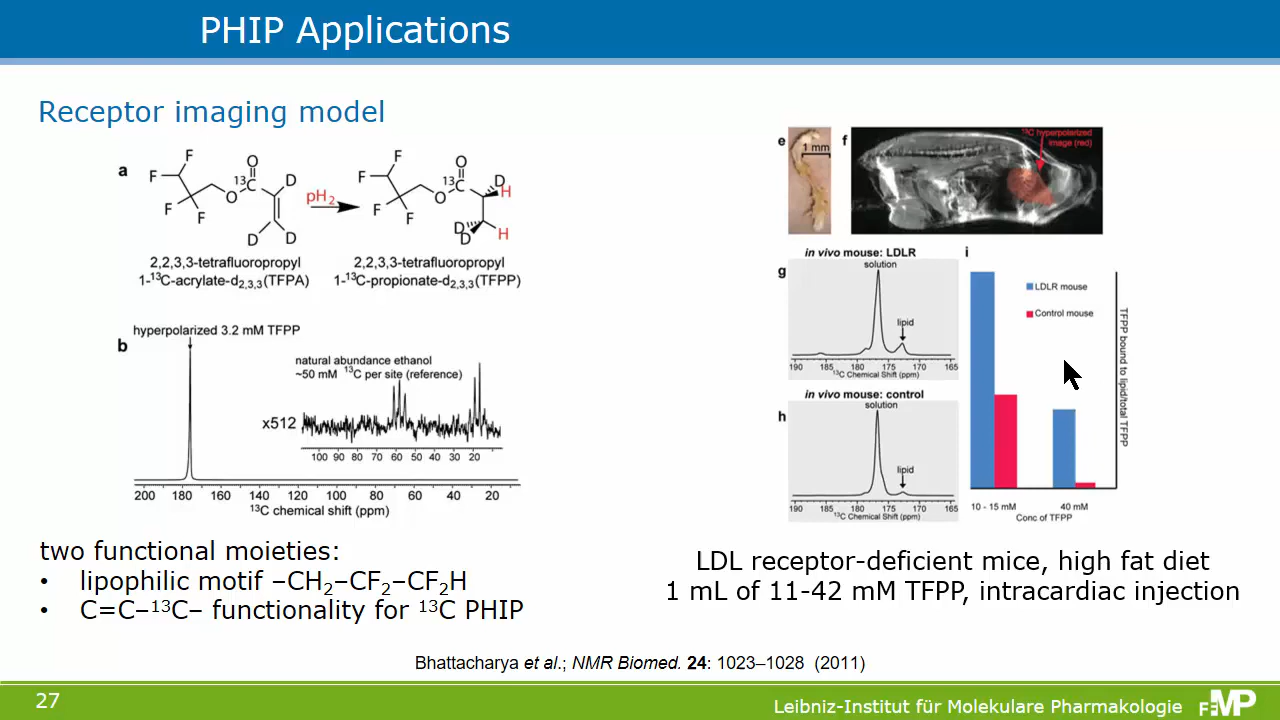 PHIP Applications
Receptor imaging model
a
F
F
F
F
O
O
¹³C
D
D
D
pH₂
F
F
F
F
O
O
¹³C
D
H
D
D
H
2,2,3,3-tetrafluoropropyl
1-¹³C-acrylate-d₂,₃,₃(TFPA)
2,2,3,3-tetrafluoropropyl
1-¹³C-propionate-d₂,₃,₃(TFPP)
b
hyperpolarized 3.2 mM TFPP
natural abundance ethanol
~50 mM ¹³C per site (reference)
x512
100 90 80 70 60 50 40 30 20
200 180 160 140 120 100 80 60 40 20
¹³C chemical shift (ppm)
two functional moieties:
• lipophilic motif –CH₂–CF₂–CF₂H
• C=C–¹³C– functionality for ¹³C PHIP
e
1 mm
f
¹³C hyperpolarized
image (red)
in vivo mouse: LDLR
g
solution
lipid
190 185 180 175 170 165
¹³C Chemical Shift (ppm)
in vivo mouse: control
h
solution
lipid
190 185 180 175 170 165
¹³C Chemical Shift (ppm)
i
LDLR mouse
Control mouse
TFPP bound to lipid/total TFPP
10 - 15 mM 40 mM
Conc of TFPP
LDL receptor-deficient mice, high fat diet
1 mL of 11-42 mM TFPP, intracardiac injection
Bhattacharya et al.; NMR Biomed. 24: 1023–1028 (2011)
27
Leibniz-Institut für Molekulare Pharmakologie
FMP